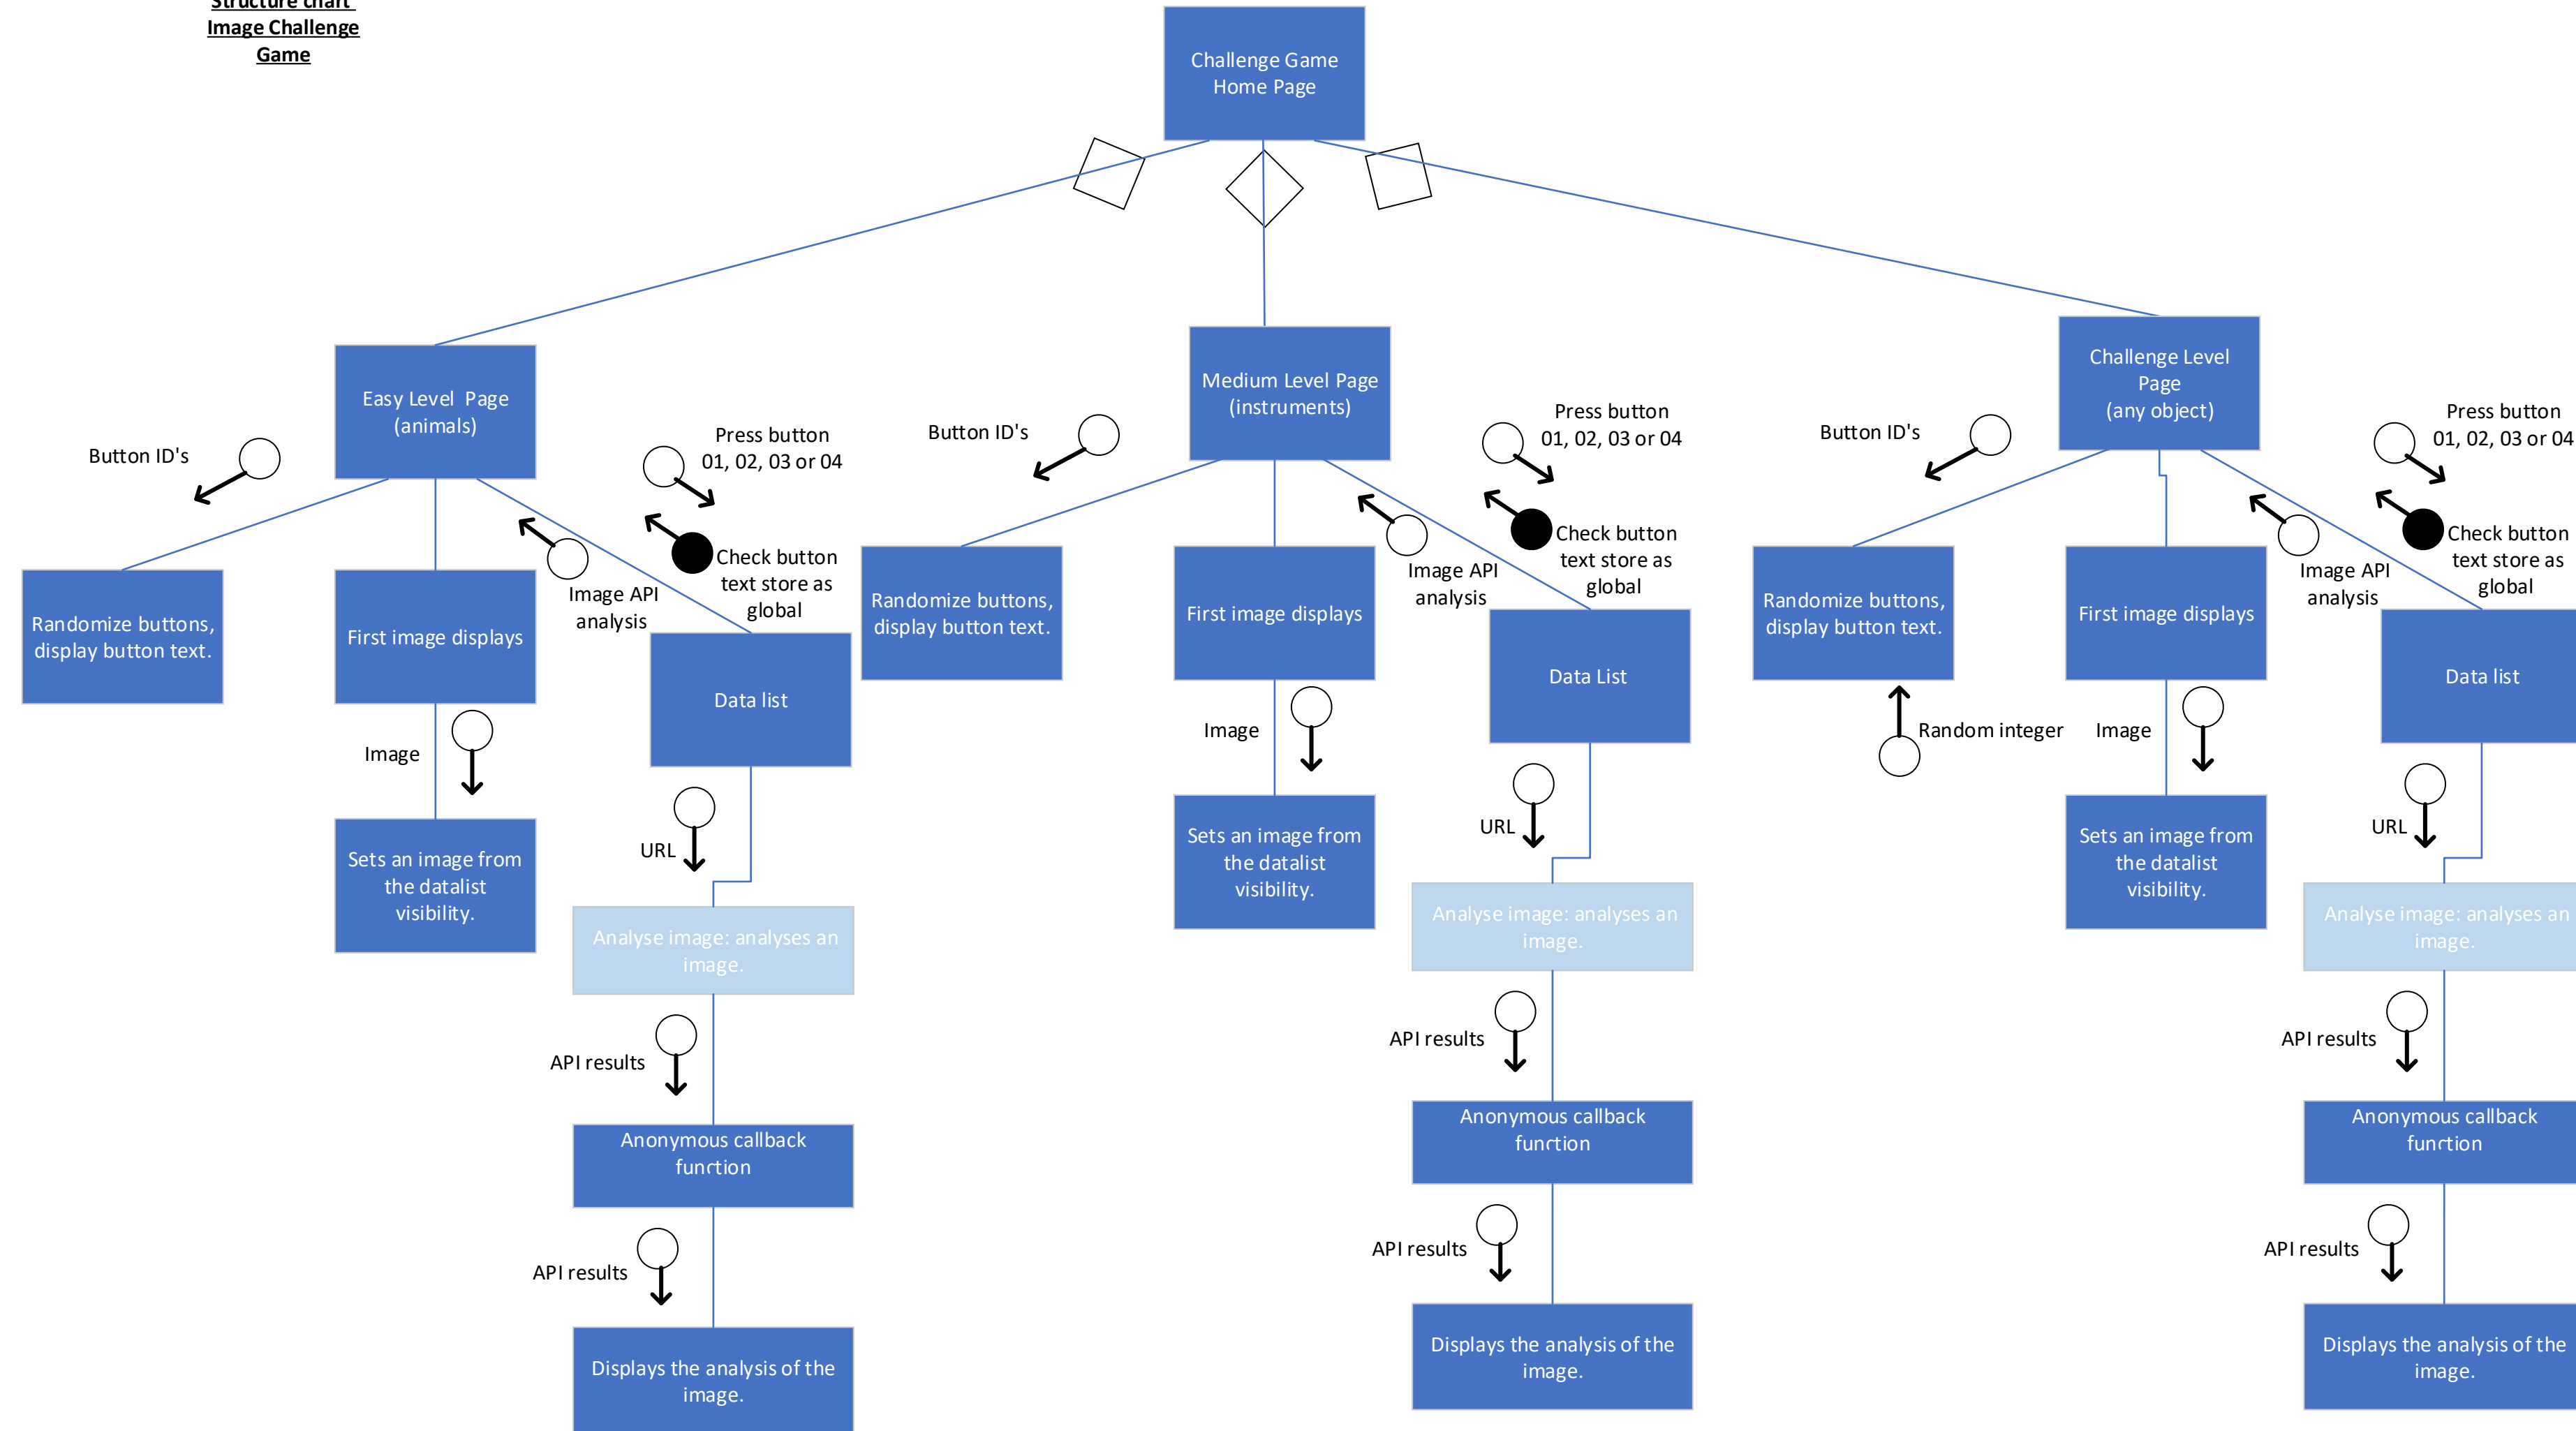 Structure chart
Image Challenge
Game
Challenge Game
Home Page
Easy Level  Page
(animals)
Button ID's
Press button
01, 02, 03 or 04
Check button
text store as
global
Image API
analysis
Randomize buttons,
display button text.
First image displays
Data list
Image
URL
Sets an image from
the datalist
visibility.
Analyse image: analyses an
image.
API results
Anonymous callback
function
API results
Displays the analysis of the
image.
Medium Level Page
(instruments)
Button ID's
Press button
01, 02, 03 or 04
Check button
text store as
global
Image API
analysis
Randomize buttons,
display button text.
First image displays
Data List
Image
URL
Sets an image from
the datalist
visibility.
Analyse image: analyses an
image.
API results
Anonymous callback
function
API results
Displays the analysis of the
image.
Challenge Level
Page
(any object)
Button ID's
Press button
01, 02, 03 or 04
Check button
text store as
global
Image API
analysis
Randomize buttons,
display button text.
First image displays
Data list
Random integer
Image
URL
Sets an image from
the datalist
visibility.
Analyse image: analyses an
image.
API results
Anonymous callback
function
API results
Displays the analysis of the
image.